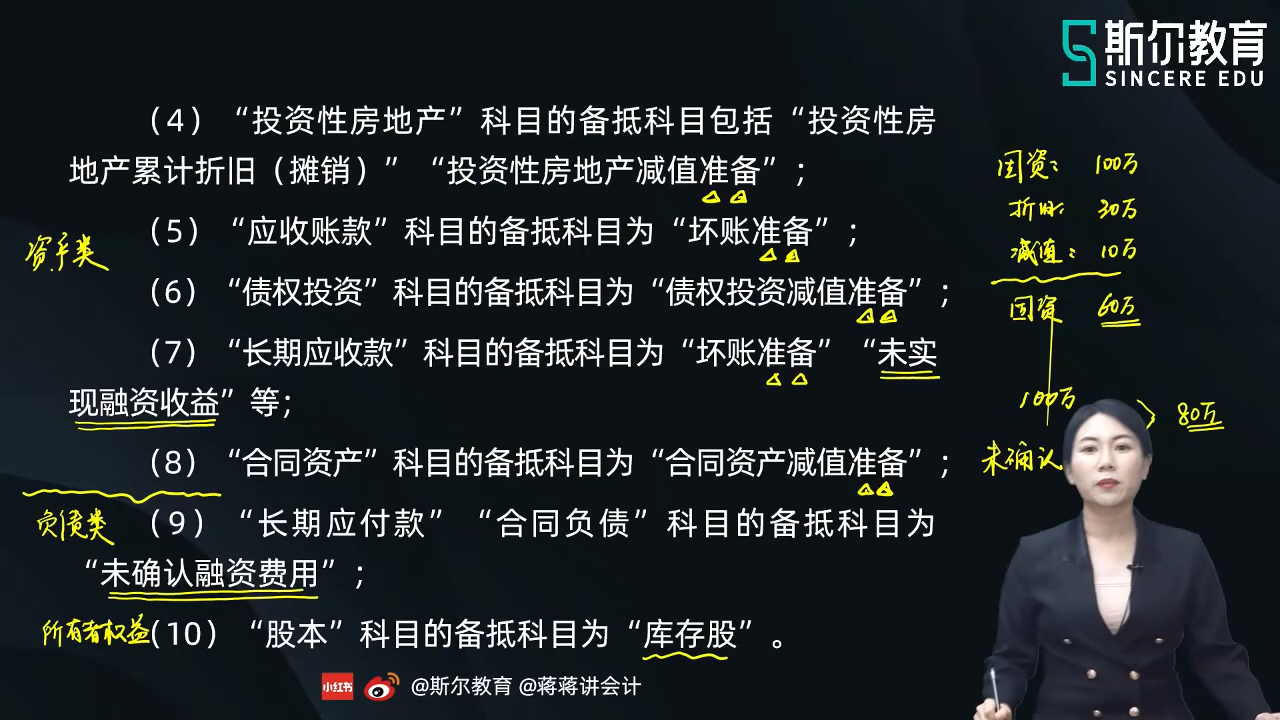 斯尔教育
SINCERE EDU
（4）“投资性房地产”科目的备抵科目包括“投资性房
地产累计折旧（摊销）”“投资性房地产减值准备”；
（5）“应收账款”科目的备抵科目为“坏账准备”；
（6）“债权投资”科目的备抵科目为“债权投资减值准备”；
（7）“长期应收款”科目的备抵科目为“坏账准备”“未实
现融资收益”等；
（8）“合同资产”科目的备抵科目为“合同资产减值准备”；
（9）“长期应付款”“合同负债”科目的备抵科目为
“未确认融资费用”；
（10）“股本”科目的备抵科目为“库存股”。
资产类
负债类
所有者权益
固资： 100万
折旧： 30万
减值： 10万
固资 60万
100万
80万
未确认
小红书
@斯尔教育 @蒋蒋讲会计